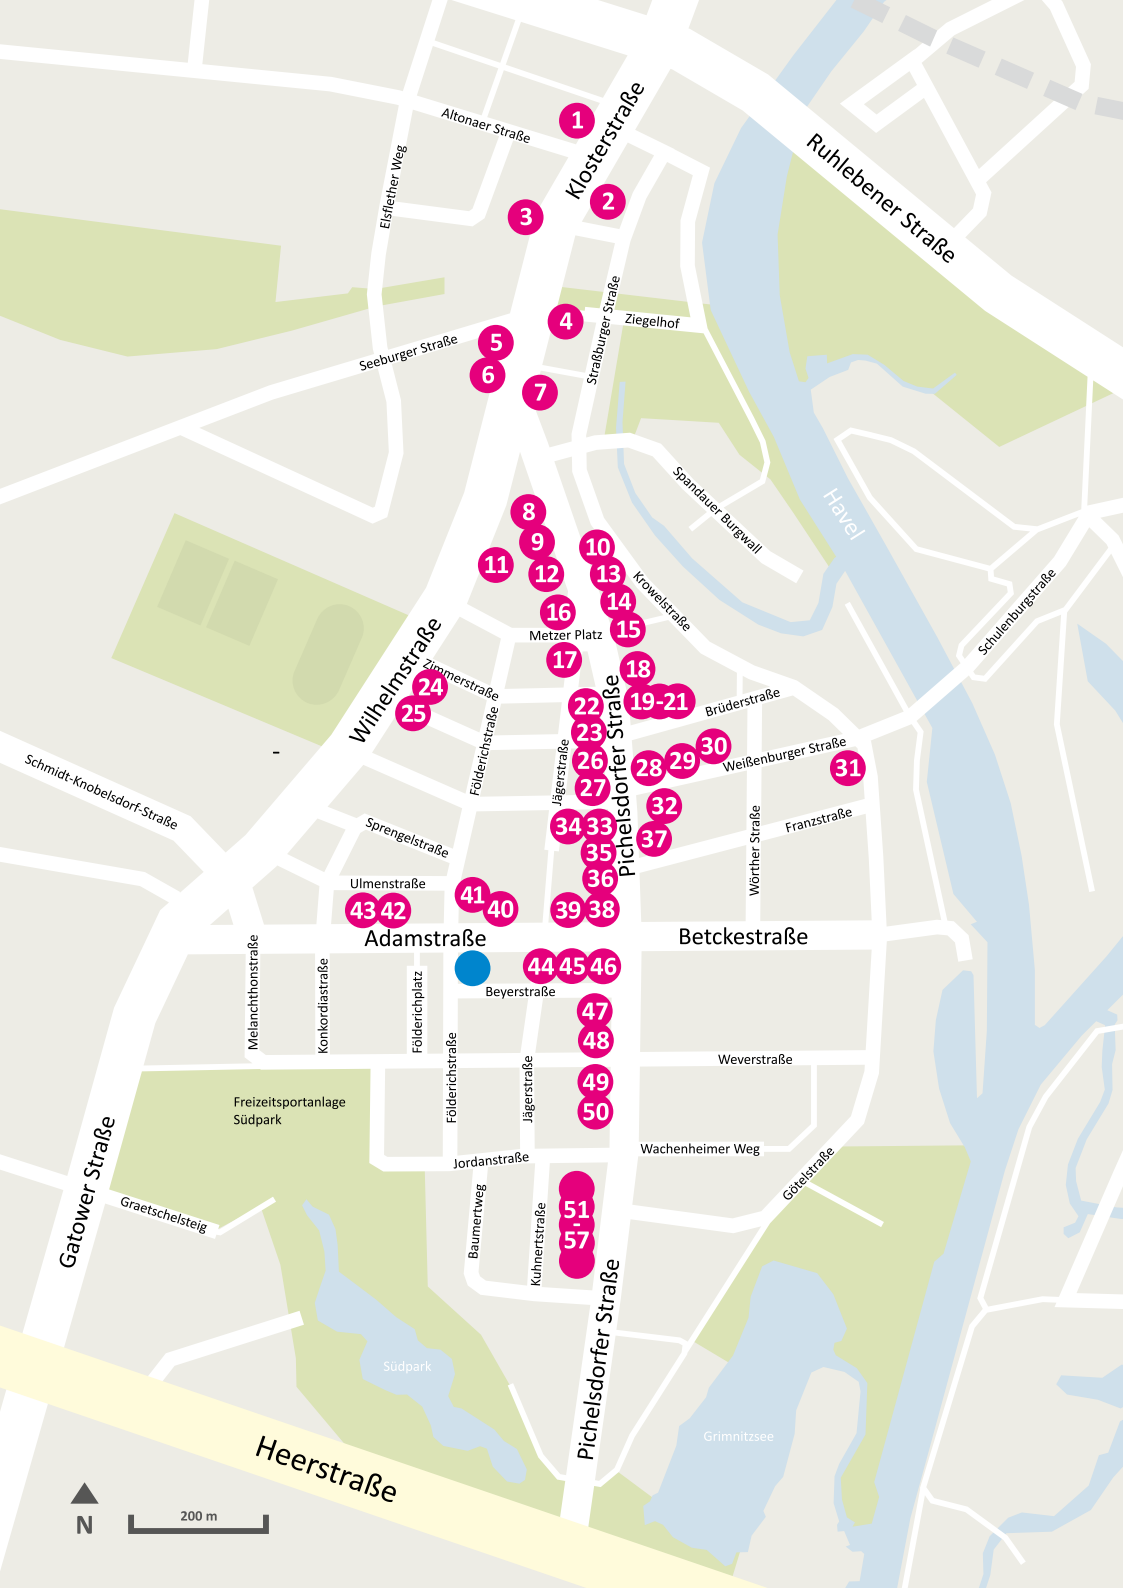 1
Altonaer Straße
Klosterstraße
Elsflether Weg
Ruhlebener Straße
2
3
4
Ziegelhof
Straßburger Straße
5
Seeburger Straße
6
7
Spandauer Burgwall
Havel
8
9
10
11
12
13
14
Krowelstraße
Schulenburgstraße
16
15
Metzer Platz
17
18
Wilhelmstraße
Zimmerstraße
24
25
19-21
Brüderstraße
22
23
Pichelsdorfer Straße
Földerichstraße
Jägerstraße
26
27
28
29
30
Weißenburger Straße
31
-
Schmidt-Knobelsdorf-Straße
32
34
33
37
Franzstraße
Wörther Straße
Sprengelstraße
35
36
Ulmenstraße
41
40
43
42
39
38
Adamstraße
Betckestraße
44
45
46
Beyerstraße
Melanchthonstraße
Konkordiastraße
Földerichplatz
47
48
Földerichstraße
Jägerstraße
Weverstraße
49
50
Freizeitsportanlage
Südpark
Jordanstraße
Wachenheimer Weg
Götelstraße
Gatower Straße
Graetschelsteig
Baumertweg
Kuhnertstraße
51
-
57
Pichelsdorfer Straße
Südpark
Grimnitzsee
Heerstraße
N
200 m